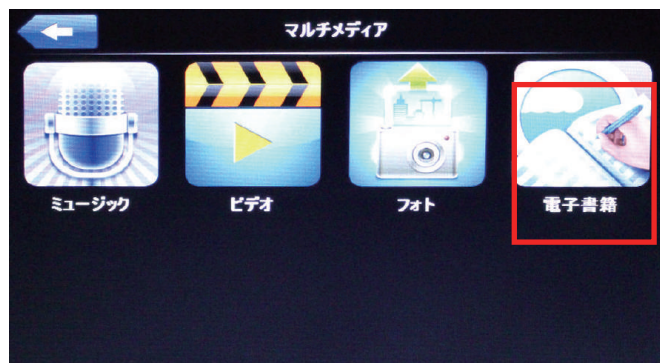 マルチメディア
ミュージック
ビデオ
フォト
電子書籍